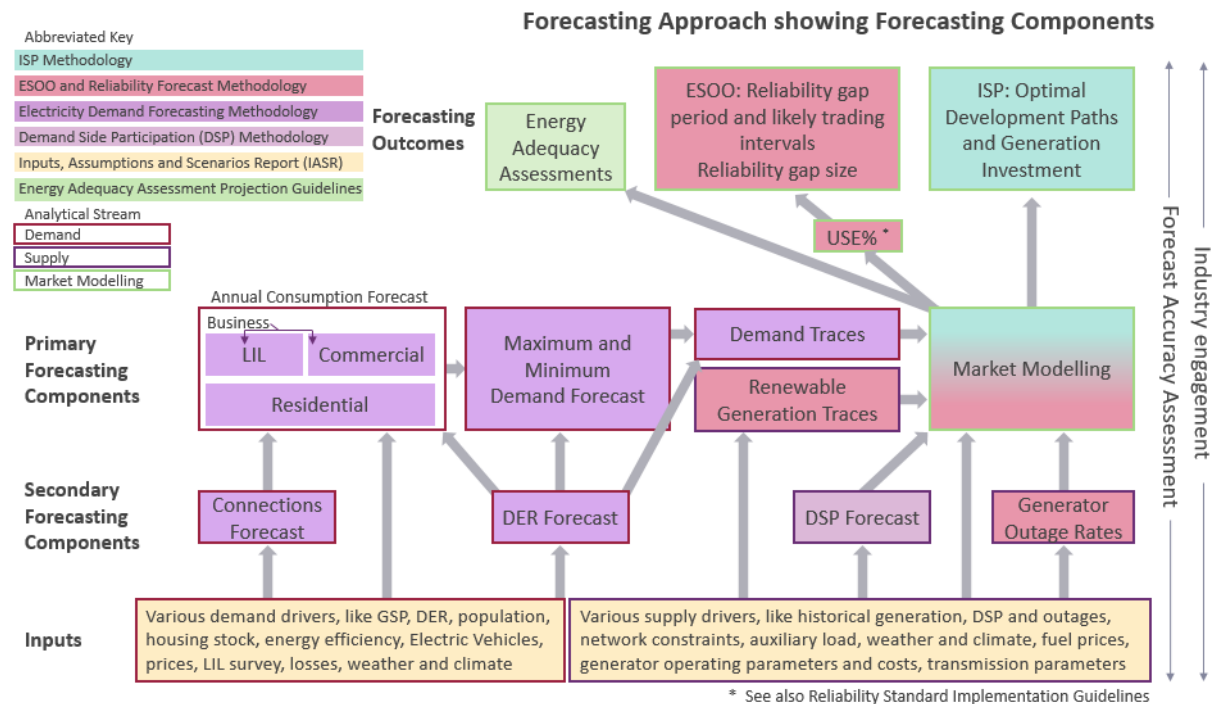 Forecasting Approach showing Forecasting Components
Abbreviated Key
ISP Methodology
ESOO and Reliability Forecast Methodology
Electricity Demand Forecasting Methodology
Demand Side Participation (DSP) Methodology
Inputs, Assumptions and Scenarios Report (IASR)
Energy Adequacy Assessment Projection Guidelines
Analytical Stream
Demand
Supply
Market Modelling
Forecasting
Outcomes
Energy
Adequacy
Assessments
ESOO: Reliability gap
period and likely trading
intervals
Reliability gap size
ISP: Optimal
Development Paths
and Generation
Investment
USE% *
Primary
Forecasting
Components
Annual Consumption Forecast
Business
LIL
Commercial
Residential
Maximum and
Minimum
Demand Forecast
Demand Traces
Renewable
Generation Traces
Market Modelling
Secondary
Forecasting
Components
Connections
Forecast
DER Forecast
DSP Forecast
Generator
Outage Rates
Inputs
Various demand drivers, like GSP, DER, population,
housing stock, energy efficiency, Electric Vehicles,
prices, LIL survey, losses, weather and climate
Various supply drivers, like historical generation, DSP and outages,
network constraints, auxiliary load, weather and climate, fuel prices,
generator operating parameters and costs, transmission parameters
Forecast Accuracy Assessment
Industry engagement
* See also Reliability Standard Implementation Guidelines